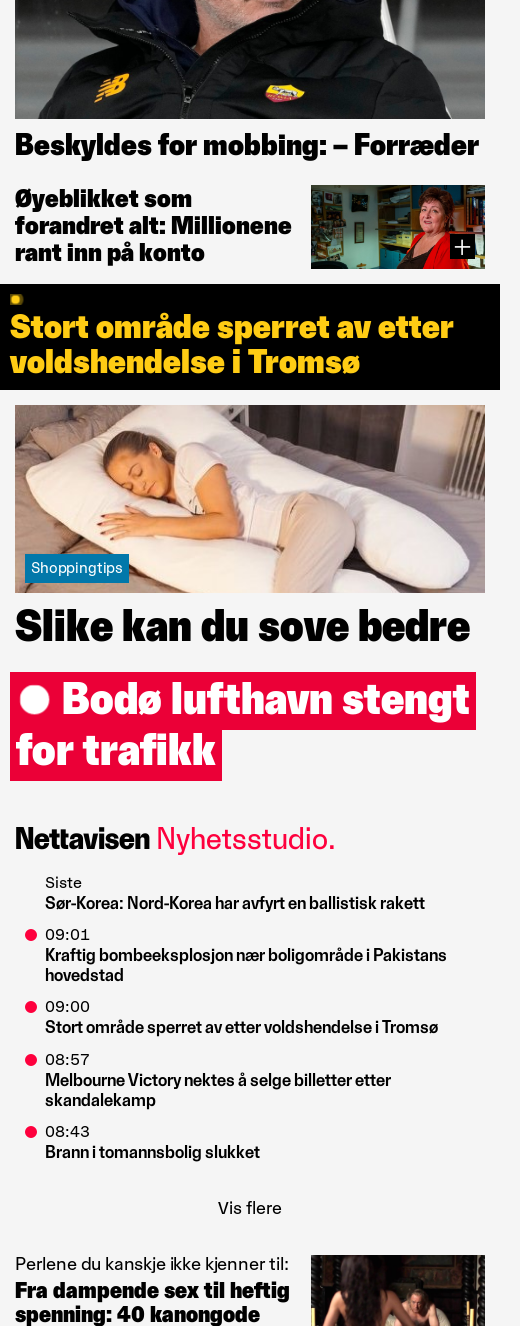 Beskyldes for mobbing: – Forræder
Øyeblikket som
forandret alt: Millionene
rant inn på konto
Stort område sperret av etter
voldshendelse i Tromsø
Shoppingtips
Slike kan du sove bedre
Bodø lufthavn stengt
for trafikk
Nettavisen Nyhetsstudio.
Siste
Sør-Korea: Nord-Korea har avfyrt en ballistisk rakett
09:01
Kraftig bombeeksplosjon nær boligområde i Pakistans
hovedstad
09:00
Stort område sperret av etter voldshendelse i Tromsø
08:57
Melbourne Victory nektes å selge billetter etter
skandalekamp
08:43
Brann i tomannsbolig slukket
Vis flere
Perlene du kanskje ikke kjenner til:
Fra dampende sex til heftig
spenning: 40 kanongode